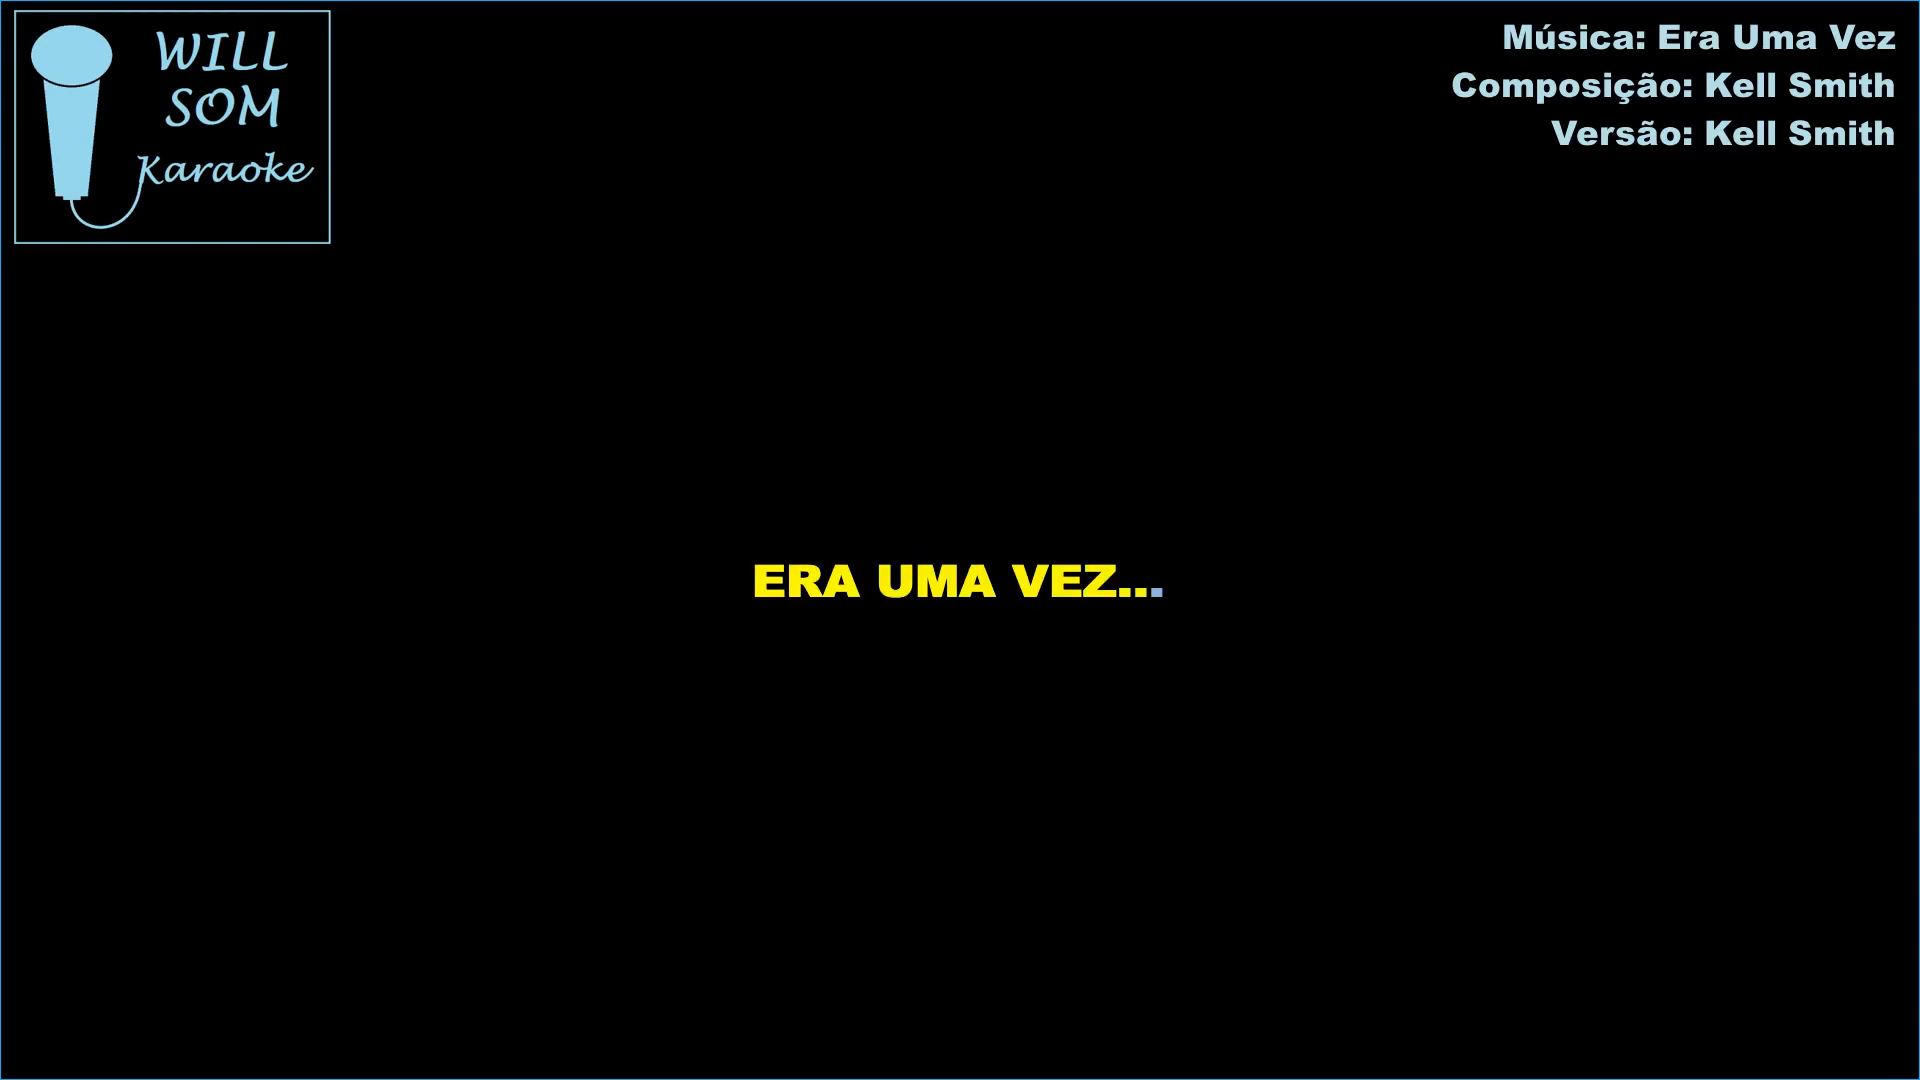 WILL
SOM
Karaoke
Música: Era Uma Vez
Composição: Kell Smith
Versão: Kell Smith
ERA UMA VEZ...